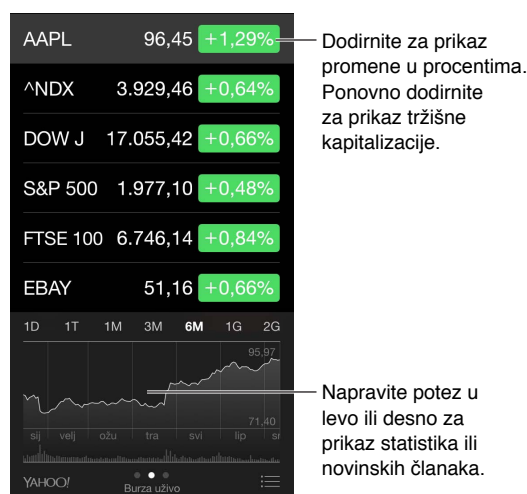 AAPL 96,45 +1,29%
^NDX 3.929,46 +0,64%
DOW J 17.055,42 +0,66%
S&P 500 1.977,10 +0,48%
FTSE 100 6.746,14 +0,84%
EBAY 51,16 +0,66%
1D 1T 1M 3M 6M 1G 2G
95,97
71,40
sij velj ožu tra svi lip sr
YAHOO! Burza uživo
Dodirnite za prikaz
promene u procentima.
Ponovno dodirnite
za prikaz tržišne
kapitalizacije.
Napravite potez u
levo ili desno za
prikaz statistika ili
novinskih članaka.